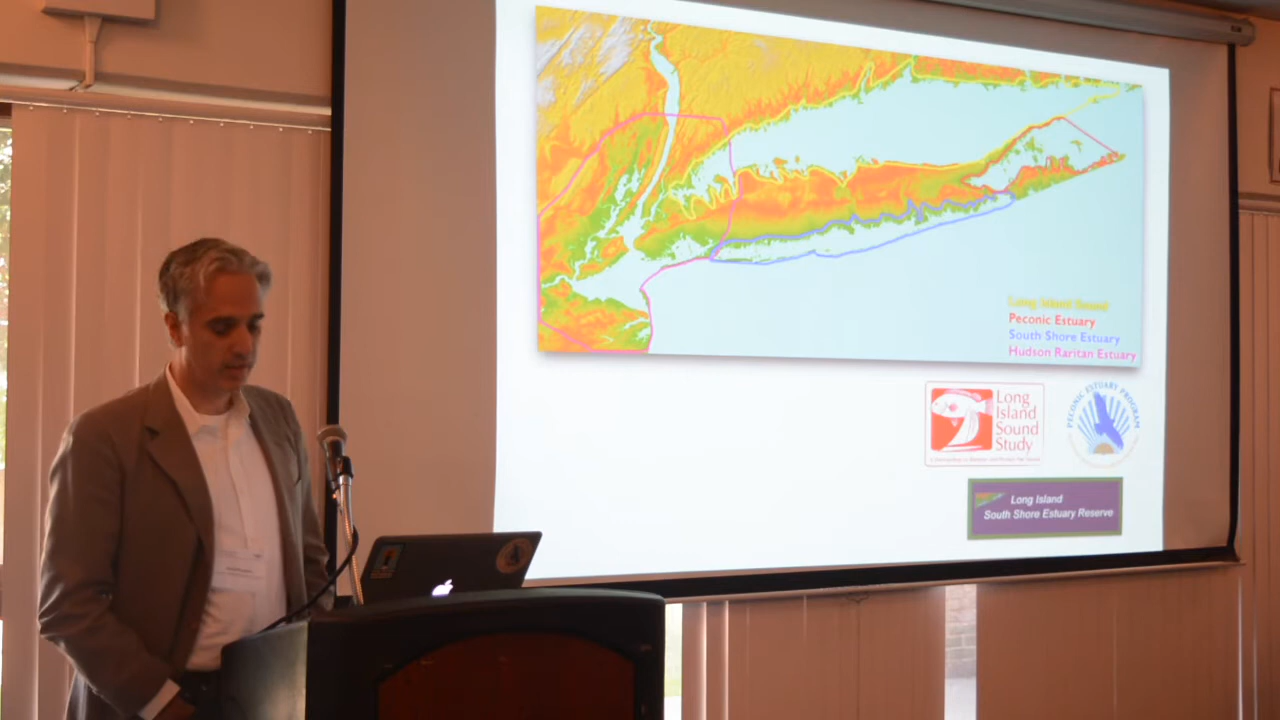 Long Island Sound
Peconic Estuary
South Shore Estuary
Hudson Raritan Estuary
Long
Island
Sound
Study
PECONIC ESTUARY PROGRAM
Long Island
South Shore Estuary Reserve